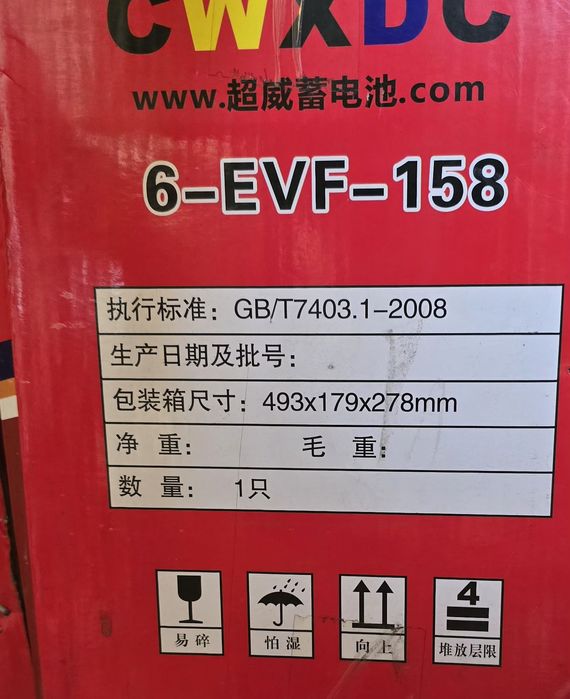 CWXDC
www.超威蓄电池.com
6-EVF-158
执行标准：GB/T7403.1-2008
生产日期及批号：
包装箱尺寸：493x179x278mm
净 重： 毛 重：
数 量： 1只
4
易碎 怕湿 向上 堆放层限